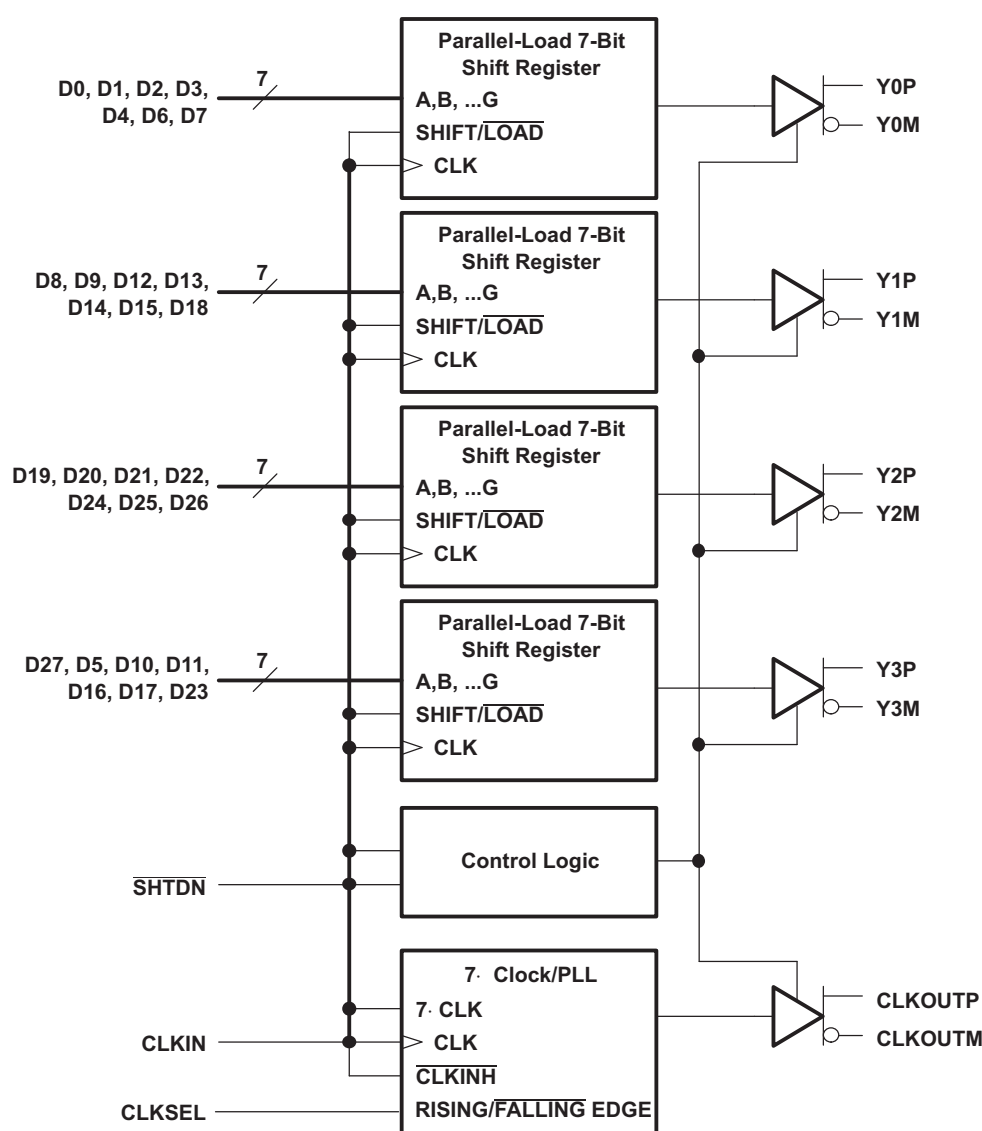 Parallel-Load 7-Bit
Shift Register
D0, D1, D2, D3,
D4, D6, D7
7
A,B, ...G
SHIFT/LOAD
CLK
Y0P
Y0M
Parallel-Load 7-Bit
Shift Register
D8, D9, D12, D13,
D14, D15, D18
7
A,B, ...G
SHIFT/LOAD
CLK
Y1P
Y1M
Parallel-Load 7-Bit
Shift Register
D19, D20, D21, D22,
D24, D25, D26
7
A,B, ...G
SHIFT/LOAD
CLK
Y2P
Y2M
Parallel-Load 7-Bit
Shift Register
D27, D5, D10, D11,
D16, D17, D23
7
A,B, ...G
SHIFT/LOAD
CLK
Y3P
Y3M
Control Logic
SHTDN
7· Clock/PLL
7· CLK
CLKIN
CLK
CLKINH
CLKSEL
RISING/FALLING EDGE
CLKOUTP
CLKOUTM